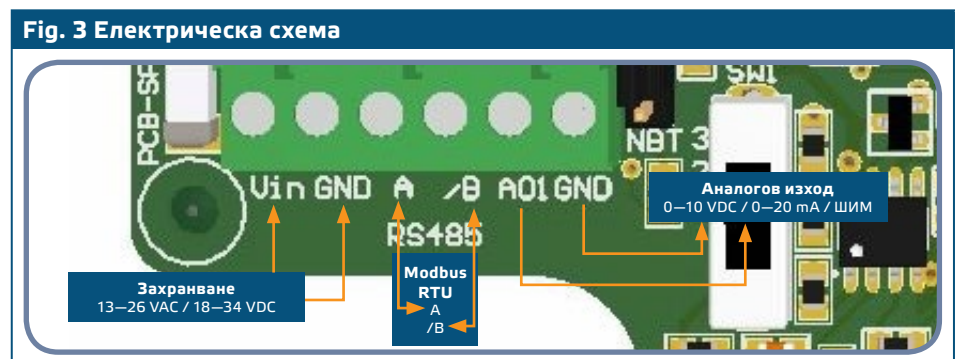 Fig. 3 Електрическа схема
PCB-SF
SW1
NBT 3
Vin GND A /B AO1 GND
RS485
Аналогов изход
0—10 VDC / 0—20 mA / ШИМ
Захранване
13—26 VAC / 18—34 VDC
Modbus
RTU
A
/B